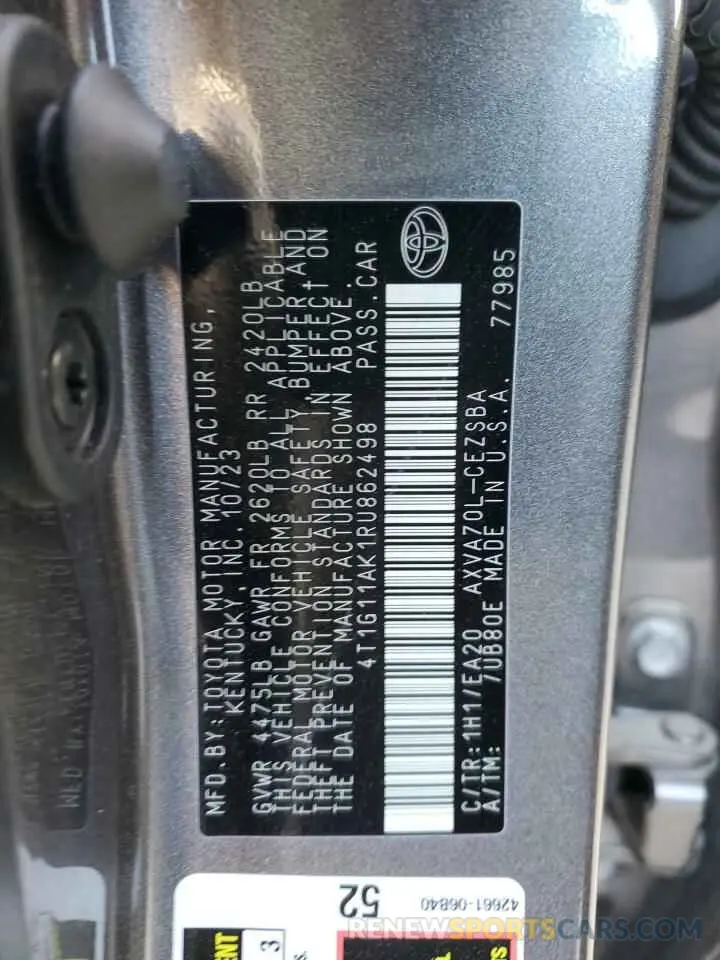 MFD. BY: TOYOTA MOTOR MANUFACTURING,
KENTUCKY, INC. 10/23
GVWR 4475LB GAWR FR 2620LB RR 2420LB
THIS VEHICLE CONFORMS TO ALL APPLICABLE
FEDERAL MOTOR VEHICLE SAFETY, BUMPER, AND
THEFT PREVENTION STANDARDS IN EFFECT ON
THE DATE OF MANUFACTURE SHOWN ABOVE.
4T1G11AK1RU862498 PASS. CAR
C/TR: 1H1/EA20 AXVA70L-CEZSBA
A/TM: 7UB80E MADE IN U.S.A. 77985
52
42661-06B40
3
RENEWSPORTSCARS.COM